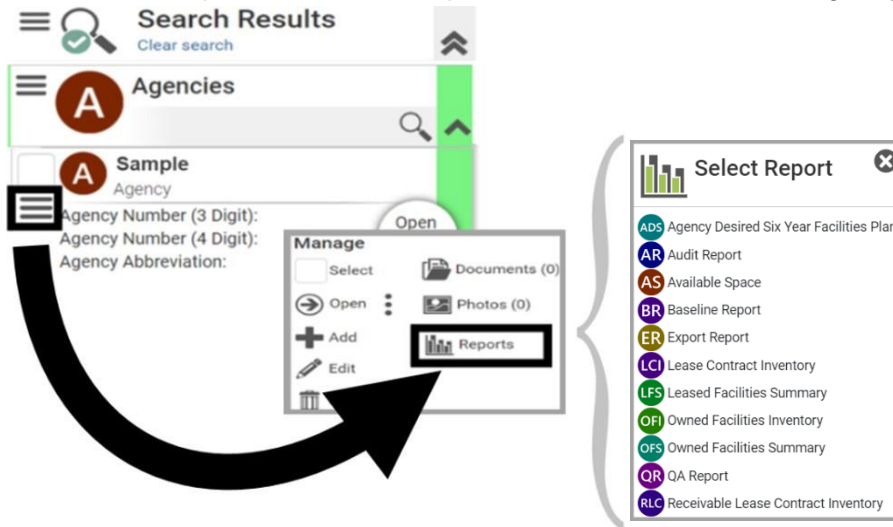 Search Results
Clear search
A Agencies
A Sample
Agency
Agency Number (3 Digit):
Agency Number (4 Digit):
Agency Abbreviation:
Open
Manage
Select
Documents (0)
Open
Photos (0)
Add
Reports
Edit
Select Report
ADS Agency Desired Six Year Facilities Plan
AR Audit Report
AS Available Space
BR Baseline Report
ER Export Report
LCI Lease Contract Inventory
LFS Leased Facilities Summary
OFI Owned Facilities Inventory
OFS Owned Facilities Summary
QR QA Report
RLC Receivable Lease Contract Inventory